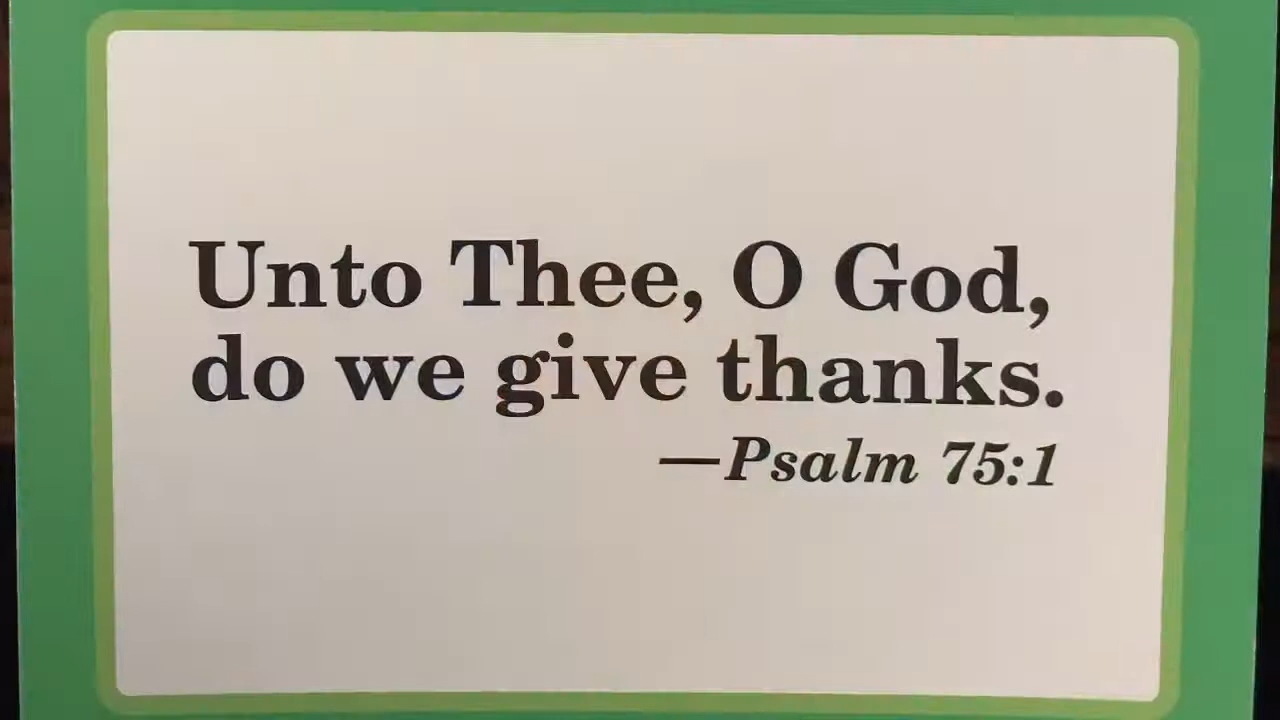 Unto Thee, O God,
do we give thanks.
—Psalm 75:1